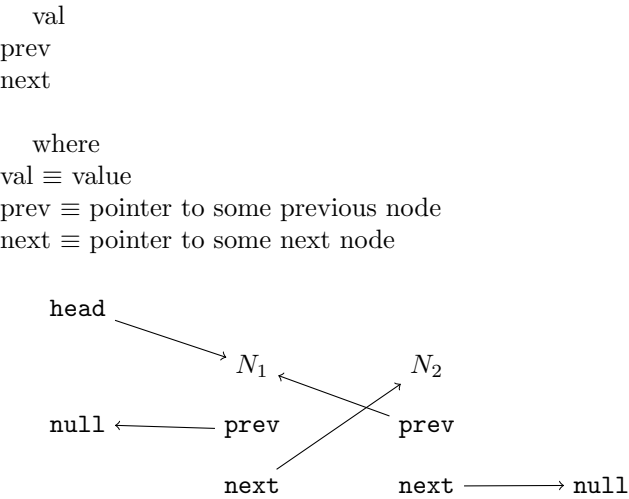 val
prev
next
where
val ≡ value
prev ≡ pointer to some previous node
next ≡ pointer to some next node
head
N₁ N₂
null prev prev
next next null